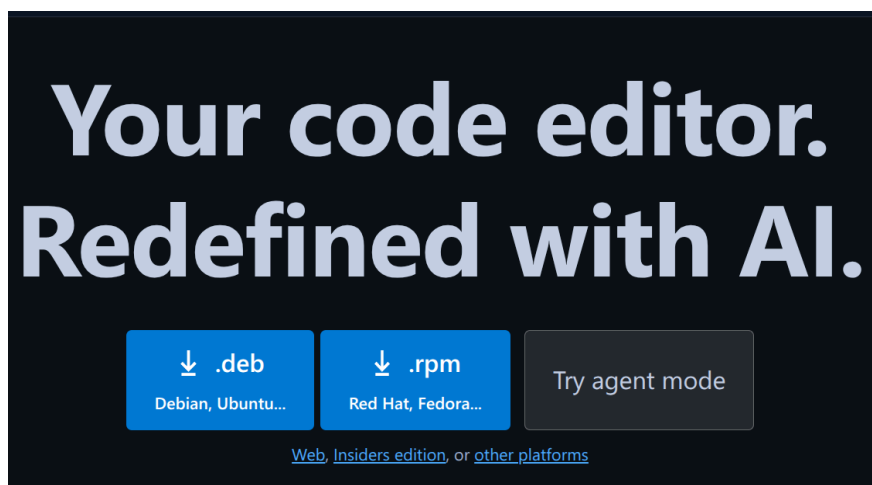 Your code editor.
Redefined with AI.
.deb
Debian, Ubuntu...
.rpm
Red Hat, Fedora...
Try agent mode
Web, Insiders edition, or other platforms